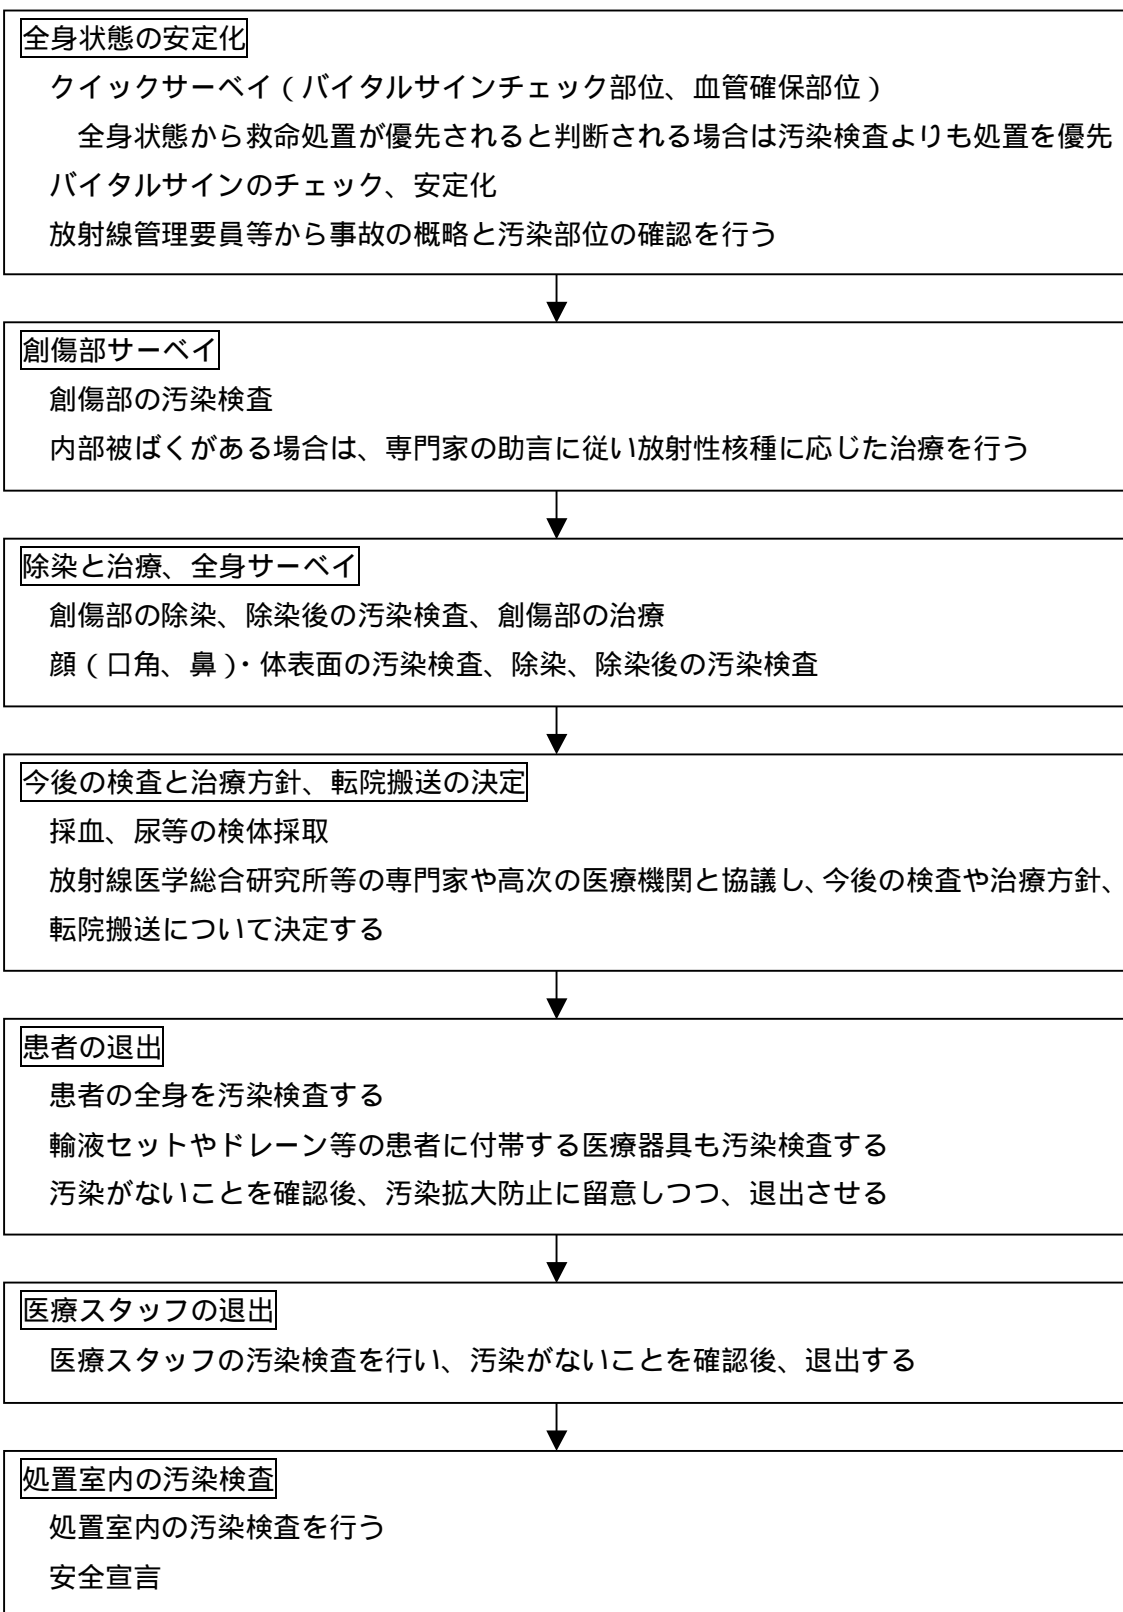 全身状態の安定化
クイックサーベイ（バイタルサインチェック部位、血管確保部位）
全身状態から救命処置が優先されると判断される場合は汚染検査よりも処置を優先
バイタルサインのチェック、安定化
放射線管理要員等から事故の概略と汚染部位の確認を行う
創傷部サーベイ
創傷部の汚染検査
内部被ばくがある場合は、専門家の助言に従い放射性核種に応じた治療を行う
除染と治療、全身サーベイ
創傷部の除染、除染後の汚染検査、創傷部の治療
顔（口角、鼻）・体表面の汚染検査、除染、除染後の汚染検査
今後の検査と治療方針、転院搬送の決定
採血、尿等の検体採取
放射線医学総合研究所等の専門家や高次の医療機関と協議し、今後の検査や治療方針、
転院搬送について決定する
患者の退出
患者の全身を汚染検査する
輸液セットやドレーン等の患者に付帯する医療器具も汚染検査する
汚染がないことを確認後、汚染拡大防止に留意しつつ、退出させる
医療スタッフの退出
医療スタッフの汚染検査を行い、汚染がないことを確認後、退出する
処置室内の汚染検査
処置室内の汚染検査を行う
安全宣言